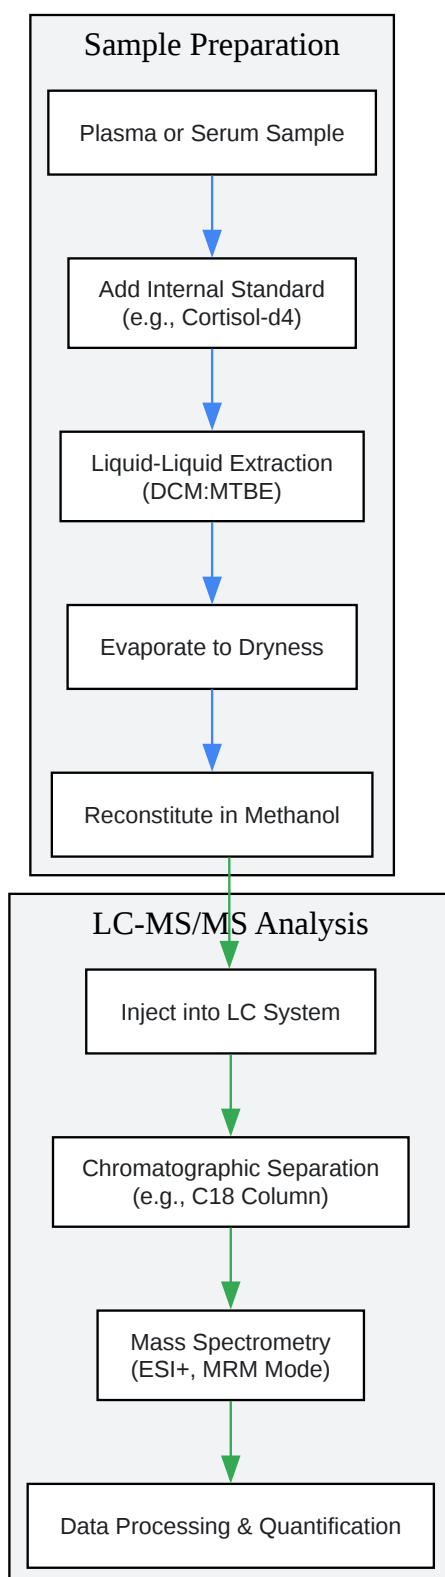 Sample Preparation
Plasma or Serum Sample
Add Internal Standard
(e.g., Cortisol-d4)
Liquid-Liquid Extraction
(DCM:MTBE)
Evaporate to Dryness
Reconstitute in Methanol
LC-MS/MS Analysis
Inject into LC System
Chromatographic Separation
(e.g., C18 Column)
Mass Spectrometry
(ESI+, MRM Mode)
Data Processing & Quantification